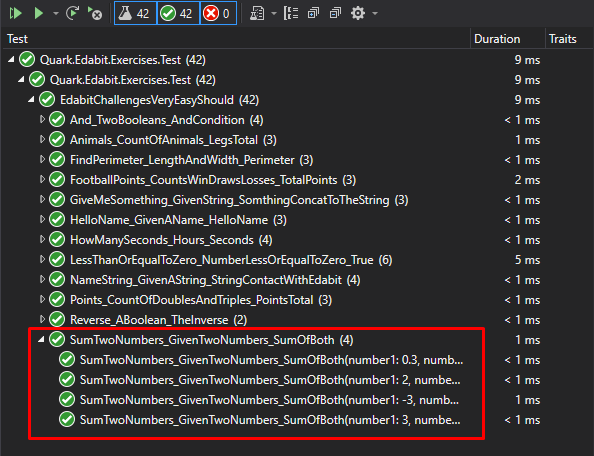 42 42 0
Test Duration Traits
Quark.Edabit.Exercises.Test (42) 9 ms
Quark.Edabit.Exercises.Test (42) 9 ms
EdabitChallengesVeryEasyShould (42) 9 ms
And_TwoBooleans_AndCondition (4) < 1 ms
Animals_CountOfAnimals_LegsTotal (3) 1 ms
FindPerimeter_LengthAndWidth_Perimeter (3) < 1 ms
FootballPoints_CountsWinDrawsLosses_TotalPoints (3) 2 ms
GiveMeSomething_GivenString_SomthingConcatToTheString (3) < 1 ms
HelloName_GivenAName_HelloName (3) < 1 ms
HowManySeconds_Hours_Seconds (4) < 1 ms
LessThanOrEqualToZero_NumberLessOrEqualToZero_True (6) 5 ms
NameString_GivenAString_StringContactWithEdabit (4) < 1 ms
Points_CountOfDoublesAndTriples_PointsTotal (3) < 1 ms
Reverse_ABoolean_TheInverse (2) < 1 ms
SumTwoNumbers_GivenTwoNumbers_SumOfBoth (4) 1 ms
SumTwoNumbers_GivenTwoNumbers_SumOfBoth(number1: 0.3, numb... < 1 ms
SumTwoNumbers_GivenTwoNumbers_SumOfBoth(number1: 2, numbe... < 1 ms
SumTwoNumbers_GivenTwoNumbers_SumOfBoth(number1: -3, numb... 1 ms
SumTwoNumbers_GivenTwoNumbers_SumOfBoth(number1: 3, numbe... < 1 ms